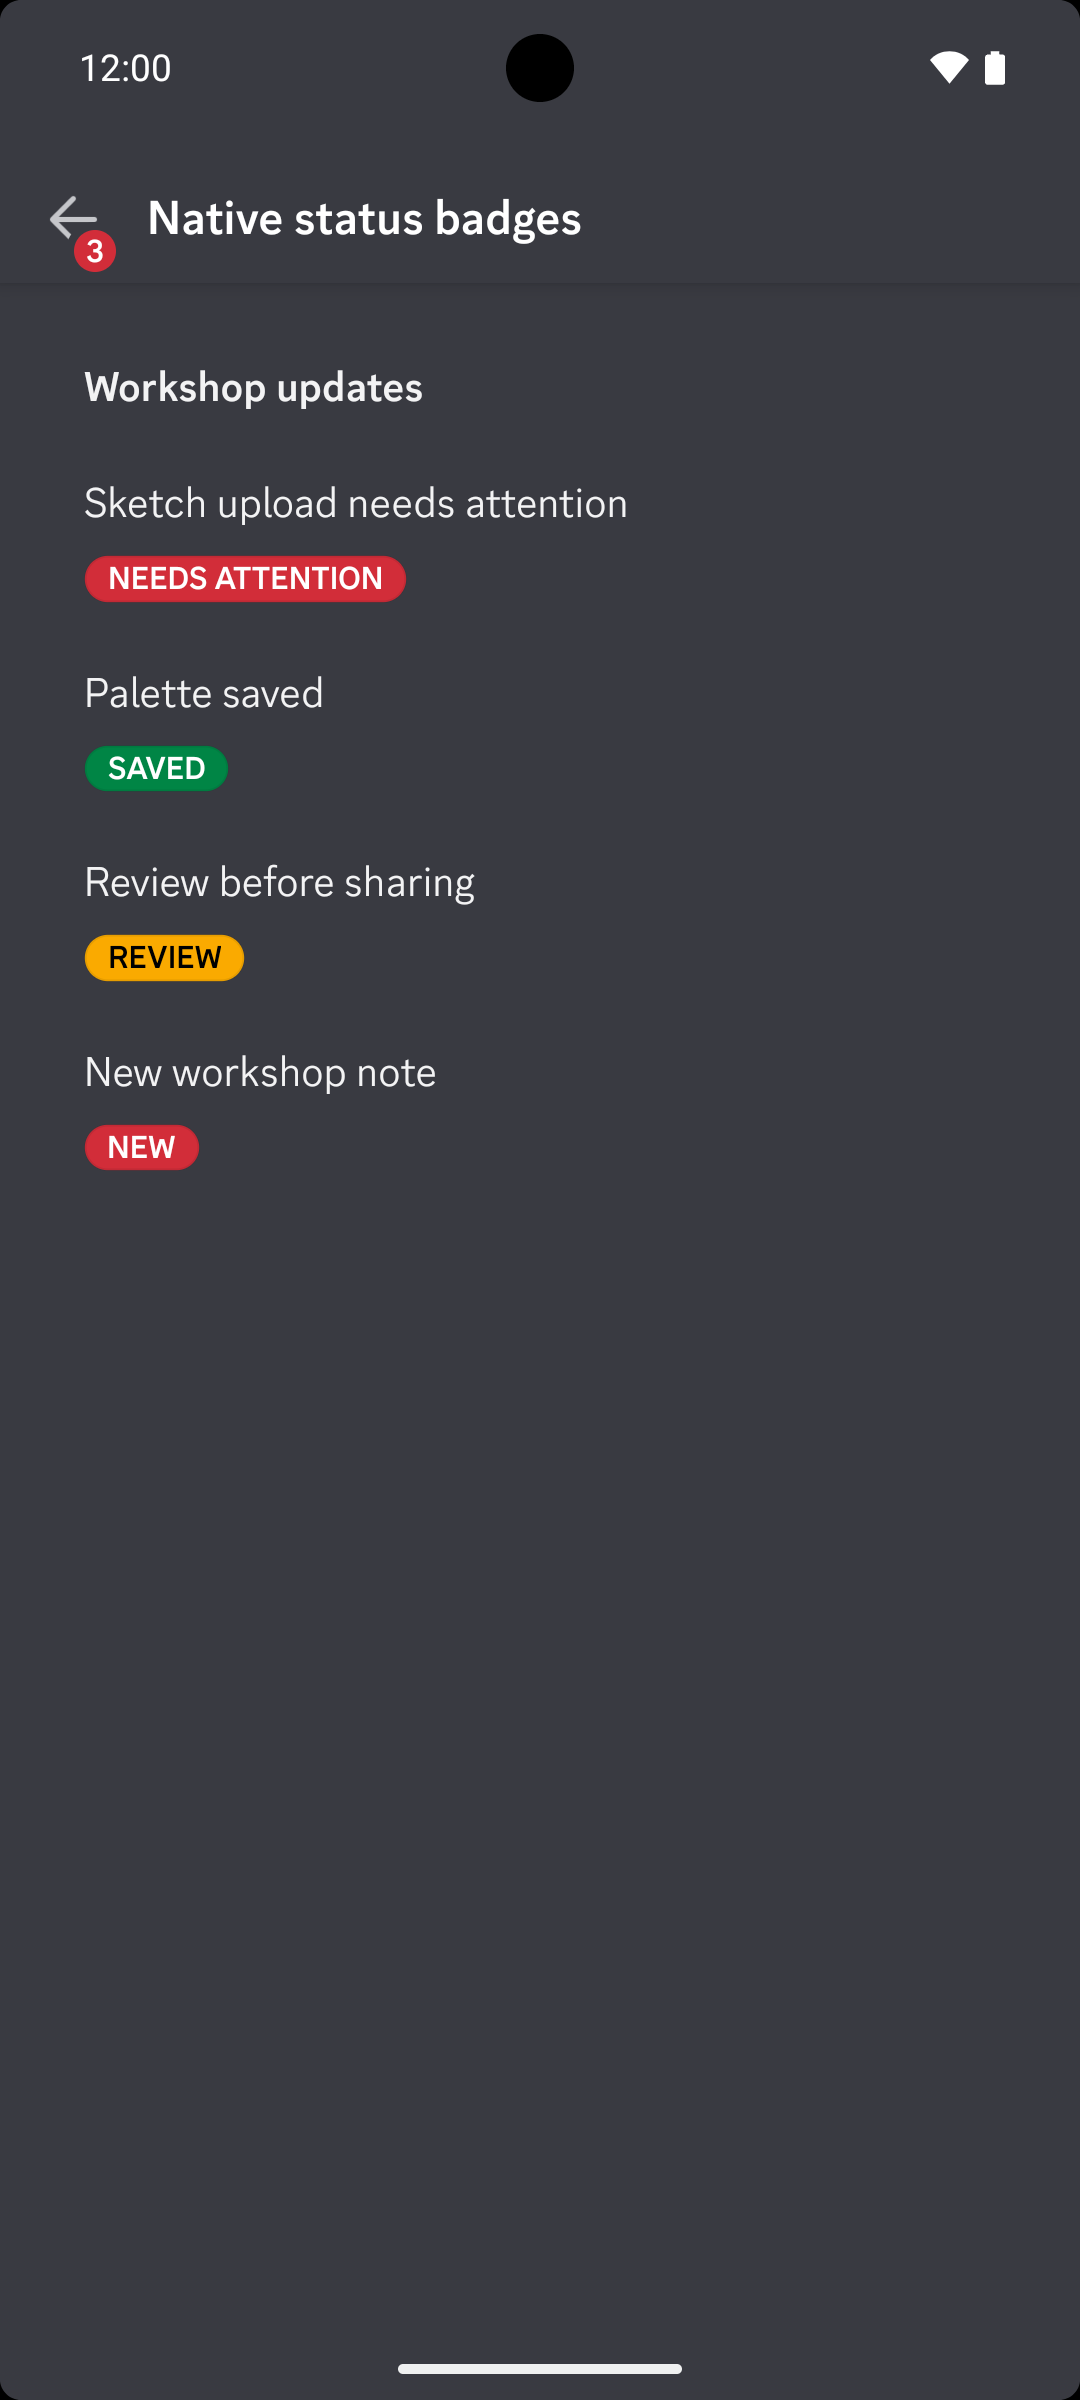 12:00
Native status badges
3
Workshop updates
Sketch upload needs attention
NEEDS ATTENTION
Palette saved
SAVED
Review before sharing
REVIEW
New workshop note
NEW